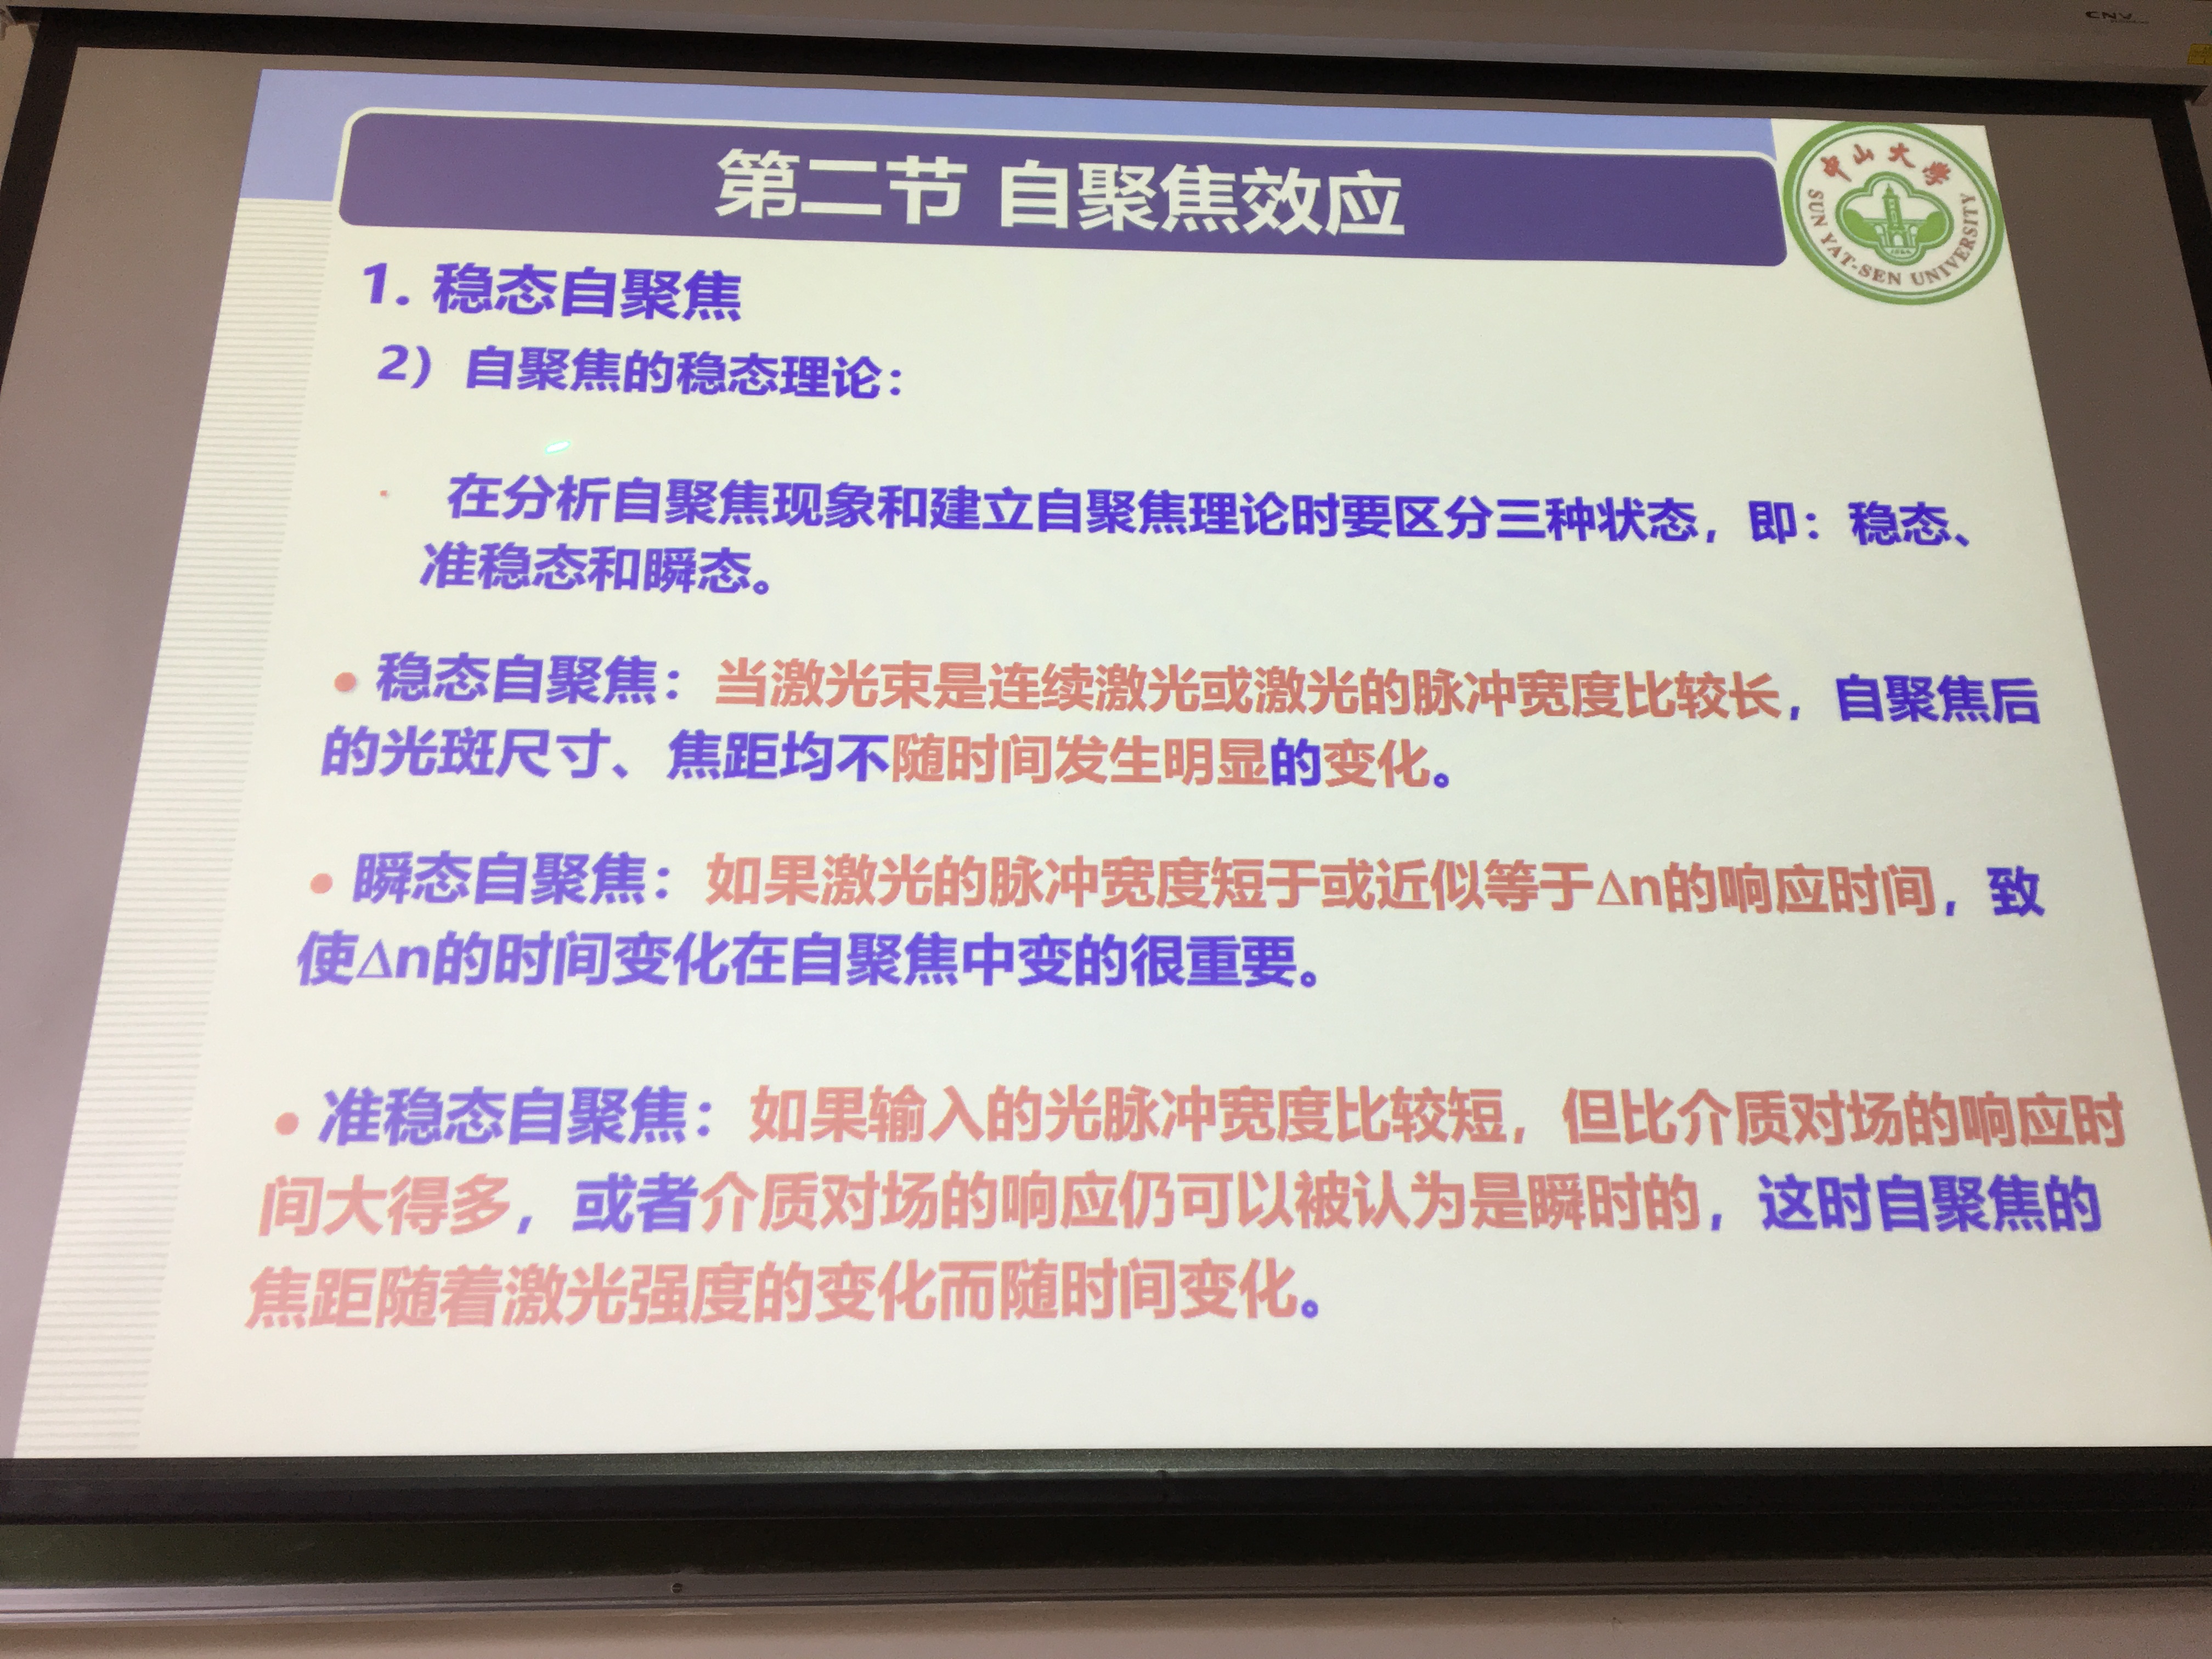 第二节 自聚焦效应
中山大学
SUN YAT-SEN UNIVERSITY
1. 稳态自聚焦
2）自聚焦的稳态理论：
在分析自聚焦现象和建立自聚焦理论时要区分三种状态，即：稳态、
准稳态和瞬态。
• 稳态自聚焦：当激光束是连续激光或激光的脉冲宽度比较长，自聚焦后
的光斑尺寸、焦距均不随时间发生明显的变化。
• 瞬态自聚焦：如果激光的脉冲宽度短于或近似等于Δn的响应时间，致
使Δn的时间变化在自聚焦中变的很重要。
• 准稳态自聚焦：如果输入的光脉冲宽度比较短，但比介质对场的响应时
间大得多，或者介质对场的响应仍可以被认为是瞬时的，这时自聚焦的
焦距随着激光强度的变化而随时间变化。